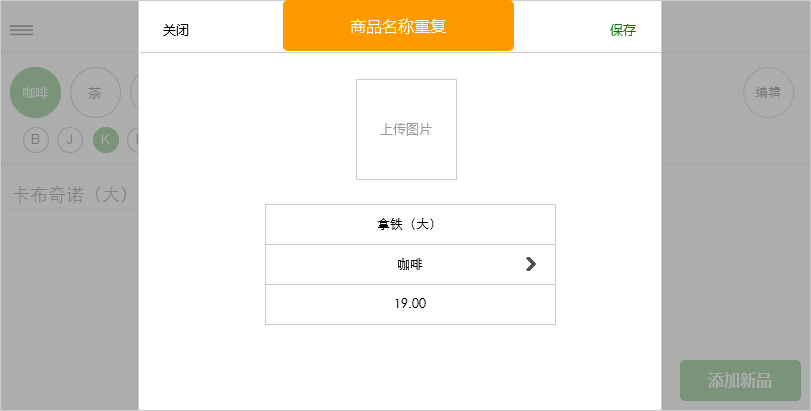 关闭
商品名称重复
保存
咖啡
茶
编辑
B
J
K
上传图片
卡布奇诺（大）
拿铁（大）
咖啡
19.00
添加新品